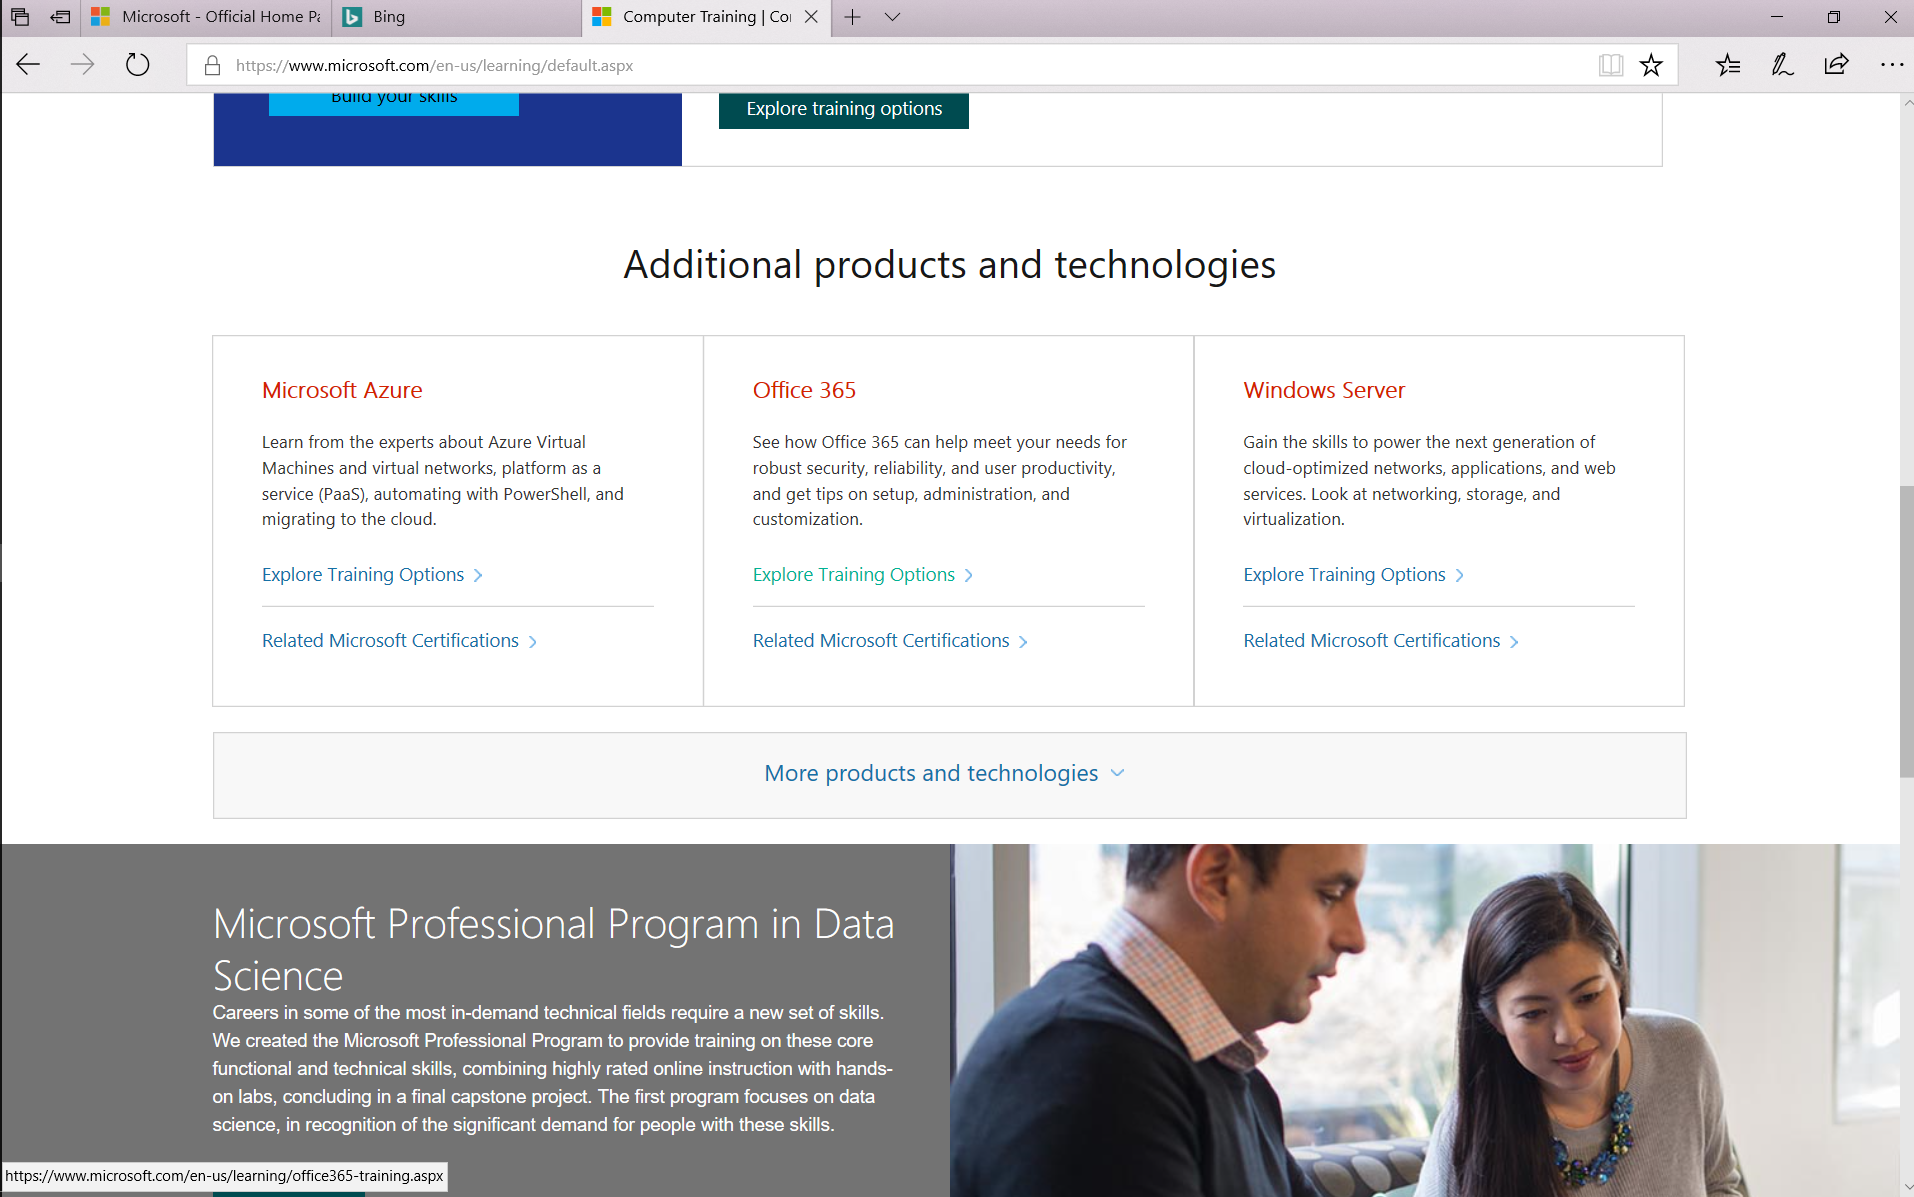 Microsoft - Official Home Pa
Bing
Computer Training | Co
https://www.microsoft.com/en-us/learning/default.aspx
Build your skills
Explore training options
Additional products and technologies
Microsoft Azure
Learn from the experts about Azure Virtual
Machines and virtual networks, platform as a
service (PaaS), automating with PowerShell, and
migrating to the cloud.
Explore Training Options
Related Microsoft Certifications
Office 365
See how Office 365 can help meet your needs for
robust security, reliability, and user productivity,
and get tips on setup, administration, and
customization.
Explore Training Options
Related Microsoft Certifications
Windows Server
Gain the skills to power the next generation of
cloud-optimized networks, applications, and web
services. Look at networking, storage, and
virtualization.
Explore Training Options
Related Microsoft Certifications
More products and technologies
Microsoft Professional Program in Data
Science
Careers in some of the most in-demand technical fields require a new set of skills.
We created the Microsoft Professional Program to provide training on these core
functional and technical skills, combining highly rated online instruction with hands-
on labs, concluding in a final capstone project. The first program focuses on data
science, in recognition of the significant demand for people with these skills.
https://www.microsoft.com/en-us/learning/office365-training.aspx